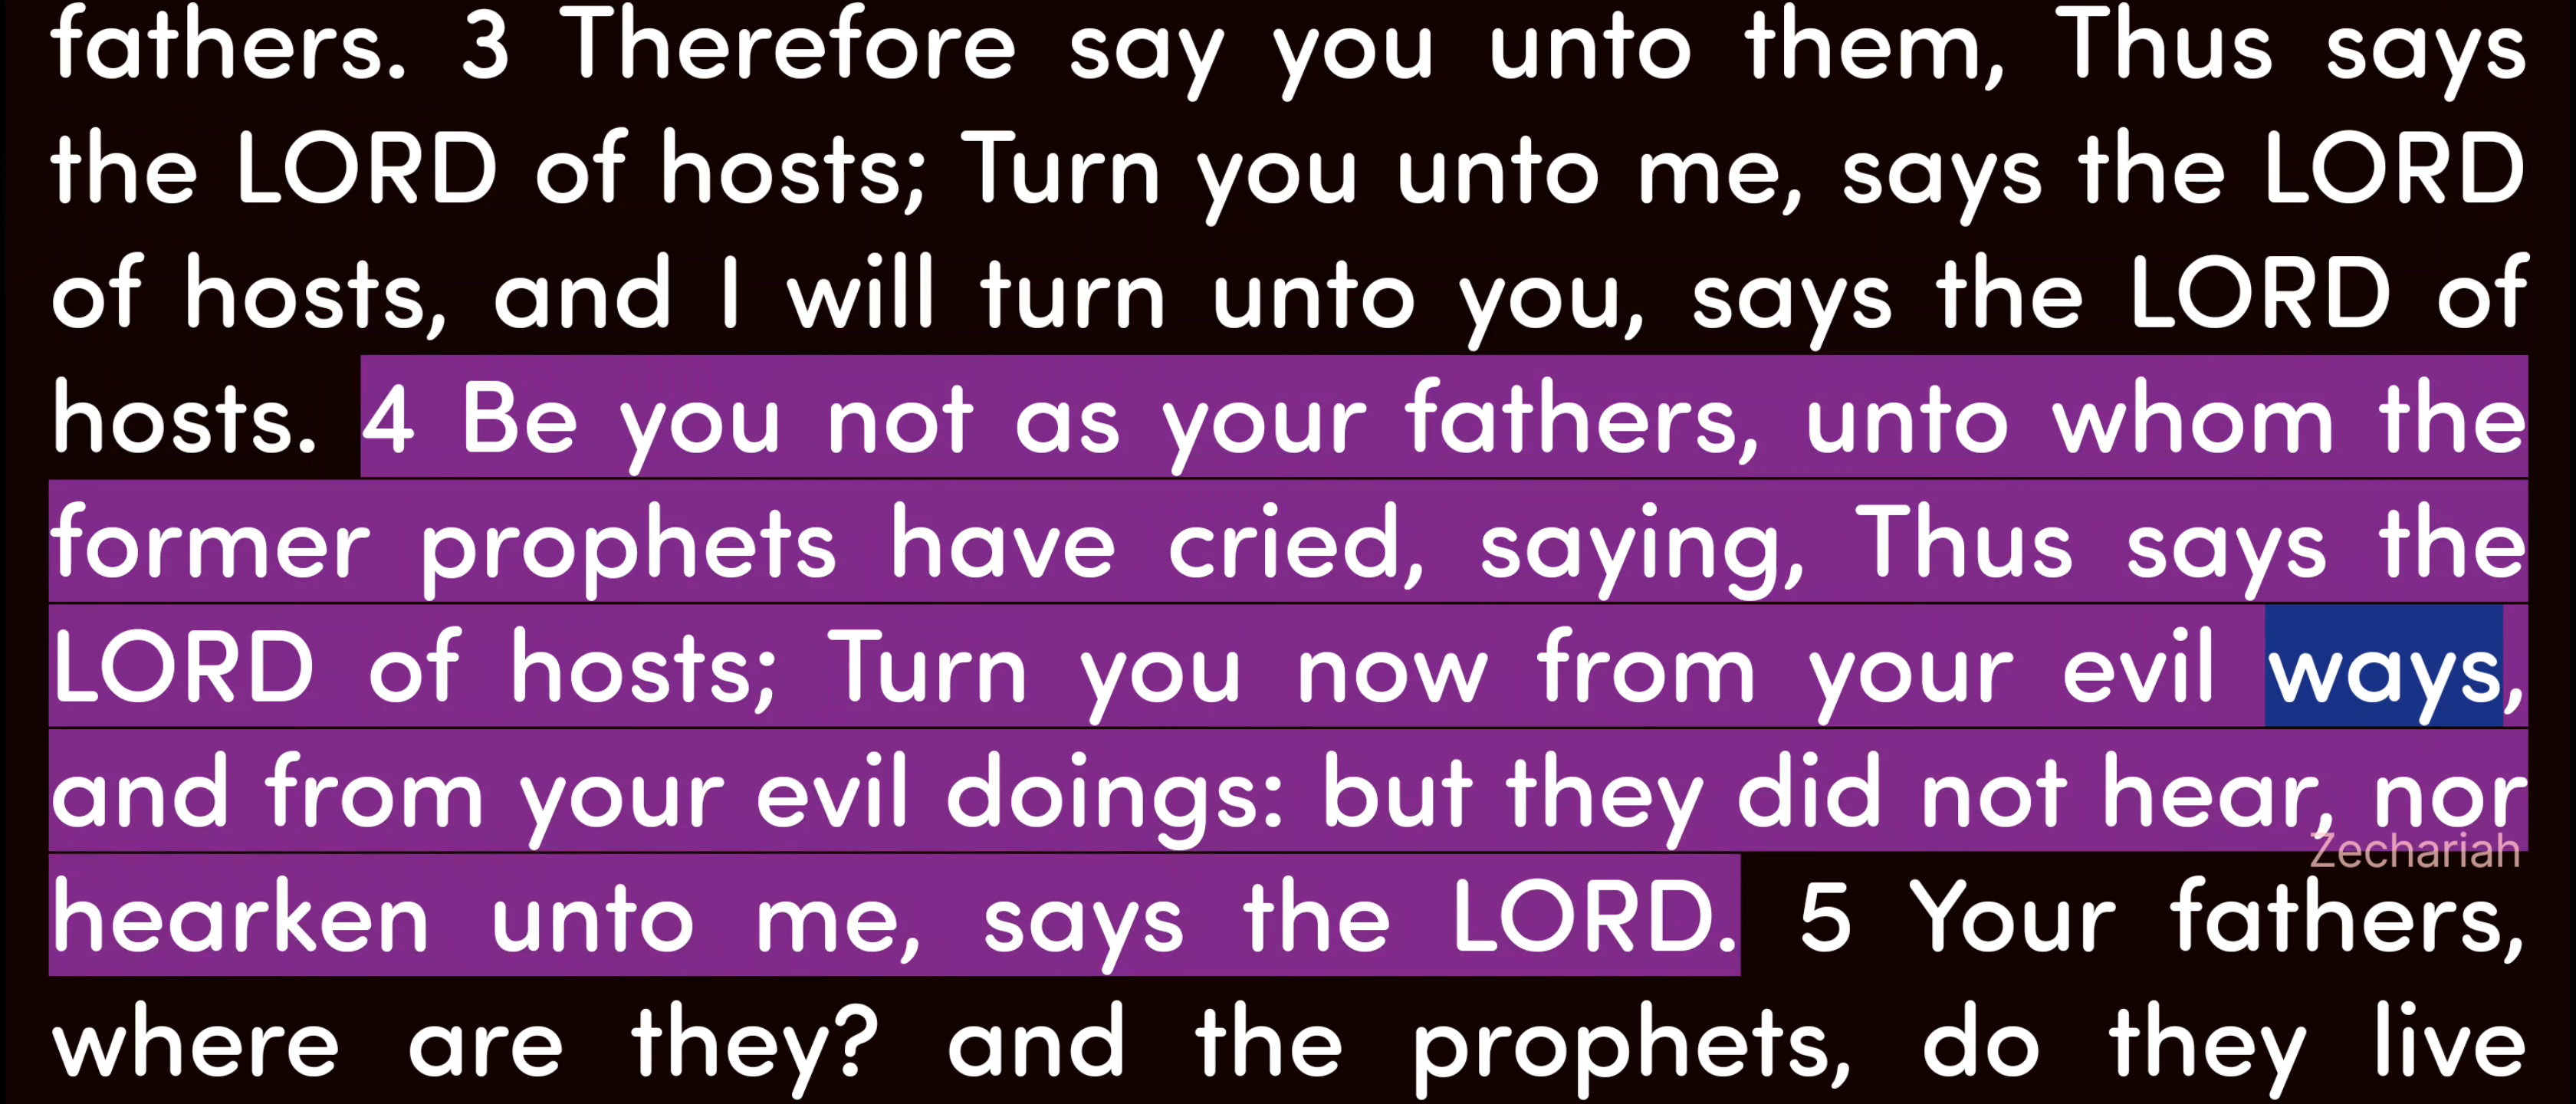 fathers. 3 Therefore say you unto them, Thus says
the LORD of hosts; Turn you unto me, says the LORD
of hosts, and I will turn unto you, says the LORD of
hosts. 4 Be you not as your fathers, unto whom the
former prophets have cried, saying, Thus says the
LORD of hosts; Turn you now from your evil ways,
and from your evil doings: but they did not hear, nor
Zechariah
hearken unto me, says the LORD. 5 Your fathers,
where are they? and the prophets, do they live